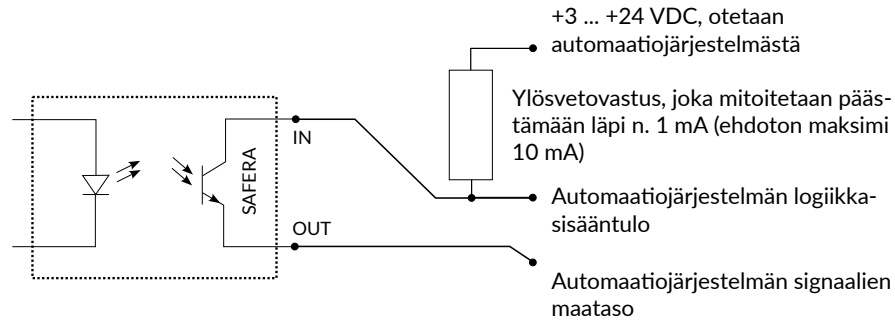 +3 ... +24 VDC, otetaan
automaatiojärjestelmästä
Ylösvetovastus, joka mitoitetaan pääs-
tämään läpi n. 1 mA (ehdoton maksimi
10 mA)
IN
SAFERA
Automaatiojärjestelmän logiikka-
sisääntulo
OUT
Automaatiojärjestelmän signaalien
maataso